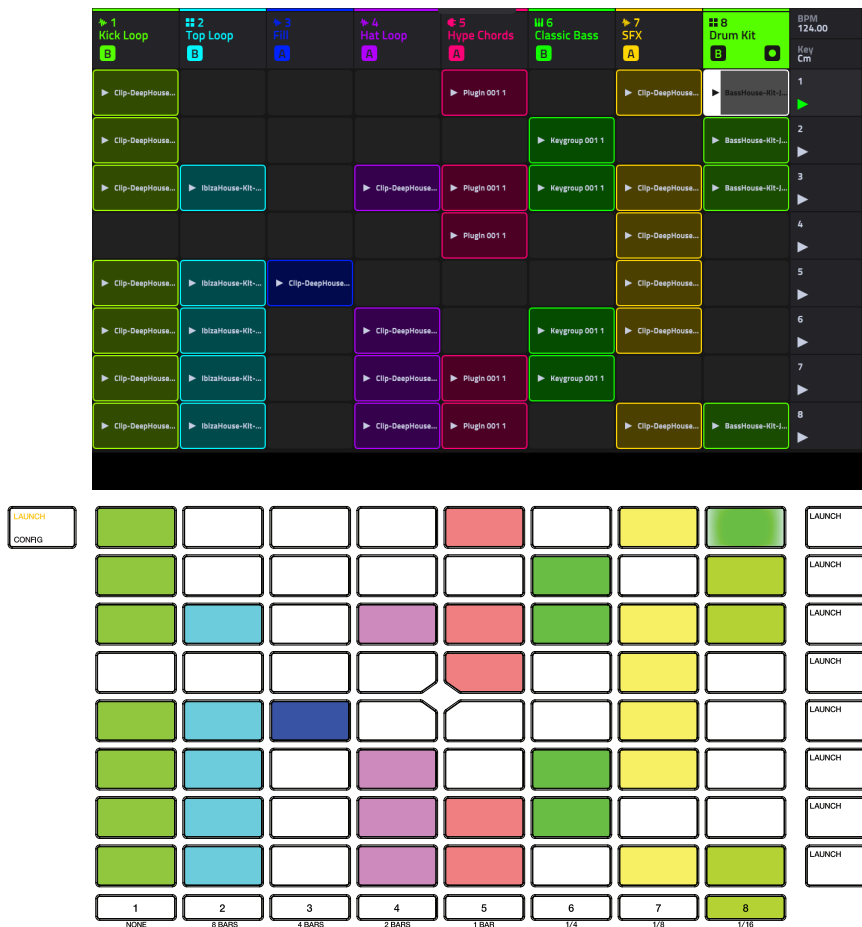 1 2 3 4 5 6 7 8 BPM
Kick Loop Top Loop Fill Hat Loop Hype Chords Classic Bass SFX Drum Kit 124.00
B B A A A B A B Key
Cm
Clip-DeepHouse... Plugin 001 1 Clip-DeepHouse... BassHouse-Kit-J... 1
Clip-DeepHouse... Keygroup 001 1 BassHouse-Kit-J... 2
Clip-DeepHouse... IbizaHouse-Kit-... Clip-DeepHouse... Plugin 001 1 Keygroup 001 1 Clip-DeepHouse... BassHouse-Kit-J... 3
Plugin 001 1 Clip-DeepHouse... 4
Clip-DeepHouse... IbizaHouse-Kit-... Clip-DeepHouse... Clip-DeepHouse... 5
Clip-DeepHouse... IbizaHouse-Kit-... Clip-DeepHouse... Keygroup 001 1 Clip-DeepHouse... 6
Clip-DeepHouse... IbizaHouse-Kit-... Clip-DeepHouse... Plugin 001 1 Keygroup 001 1 7
Clip-DeepHouse... IbizaHouse-Kit-... Clip-DeepHouse... Plugin 001 1 Clip-DeepHouse... BassHouse-Kit-J... 8
LAUNCH LAUNCH
CONFIG
LAUNCH
LAUNCH
LAUNCH
LAUNCH
LAUNCH
LAUNCH
LAUNCH
1 2 3 4 5 6 7 8
NONE 8 BARS 4 BARS 2 BARS 1 BAR 1/4 1/8 1/16